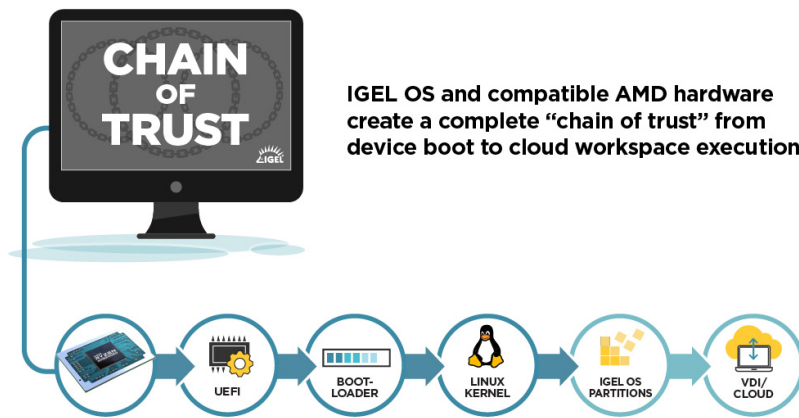 CHAIN
OF
TRUST
IGEL
IGEL OS and compatible AMD hardware
create a complete “chain of trust” from
device boot to cloud workspace execution
RYZEN
UEFI
BOOT-
LOADER
LINUX
KERNEL
IGEL OS
PARTITIONS
VDI/
CLOUD